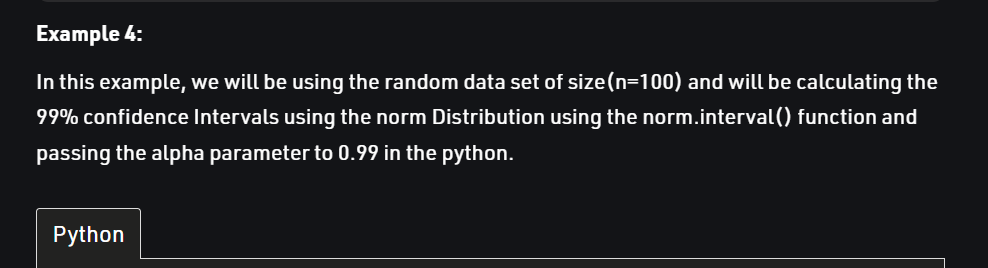 Example 4:
In this example, we will be using the random data set of size(n=100) and will be calculating the
99% confidence Intervals using the norm Distribution using the norm.interval() function and
passing the alpha parameter to 0.99 in the python.
Python